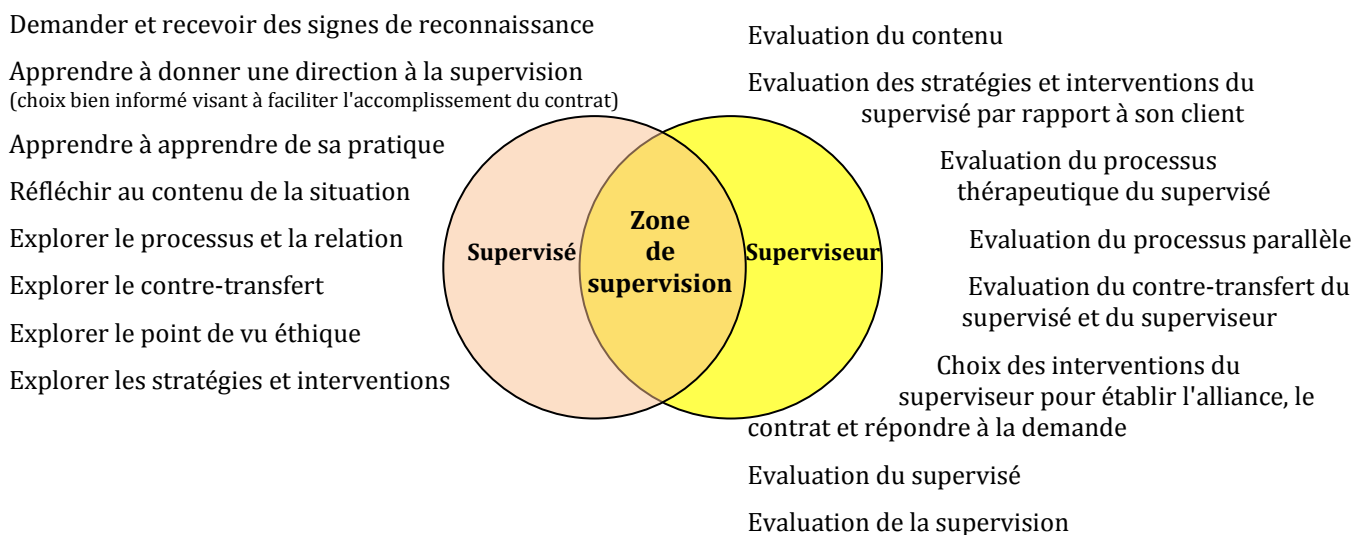 Demander et recevoir des signes de reconnaissance
Apprendre à donner une direction à la supervision
(choix bien informé visant à faciliter l'accomplissement du contrat)
Apprendre à apprendre de sa pratique
Réfléchir au contenu de la situation
Explorer le processus et la relation
Explorer le contre-transfert
Explorer le point de vu éthique
Explorer les stratégies et interventions
Supervisé
Zone
de
supervision
Superviseur
Evaluation du contenu
Evaluation des stratégies et interventions du
supervisé par rapport à son client
Evaluation du processus
thérapeutique du supervisé
Evaluation du processus parallèle
Evaluation du contre-transfert du
supervisé et du superviseur
Choix des interventions du
superviseur pour établir l'alliance, le
contrat et répondre à la demande
Evaluation du supervisé
Evaluation de la supervision